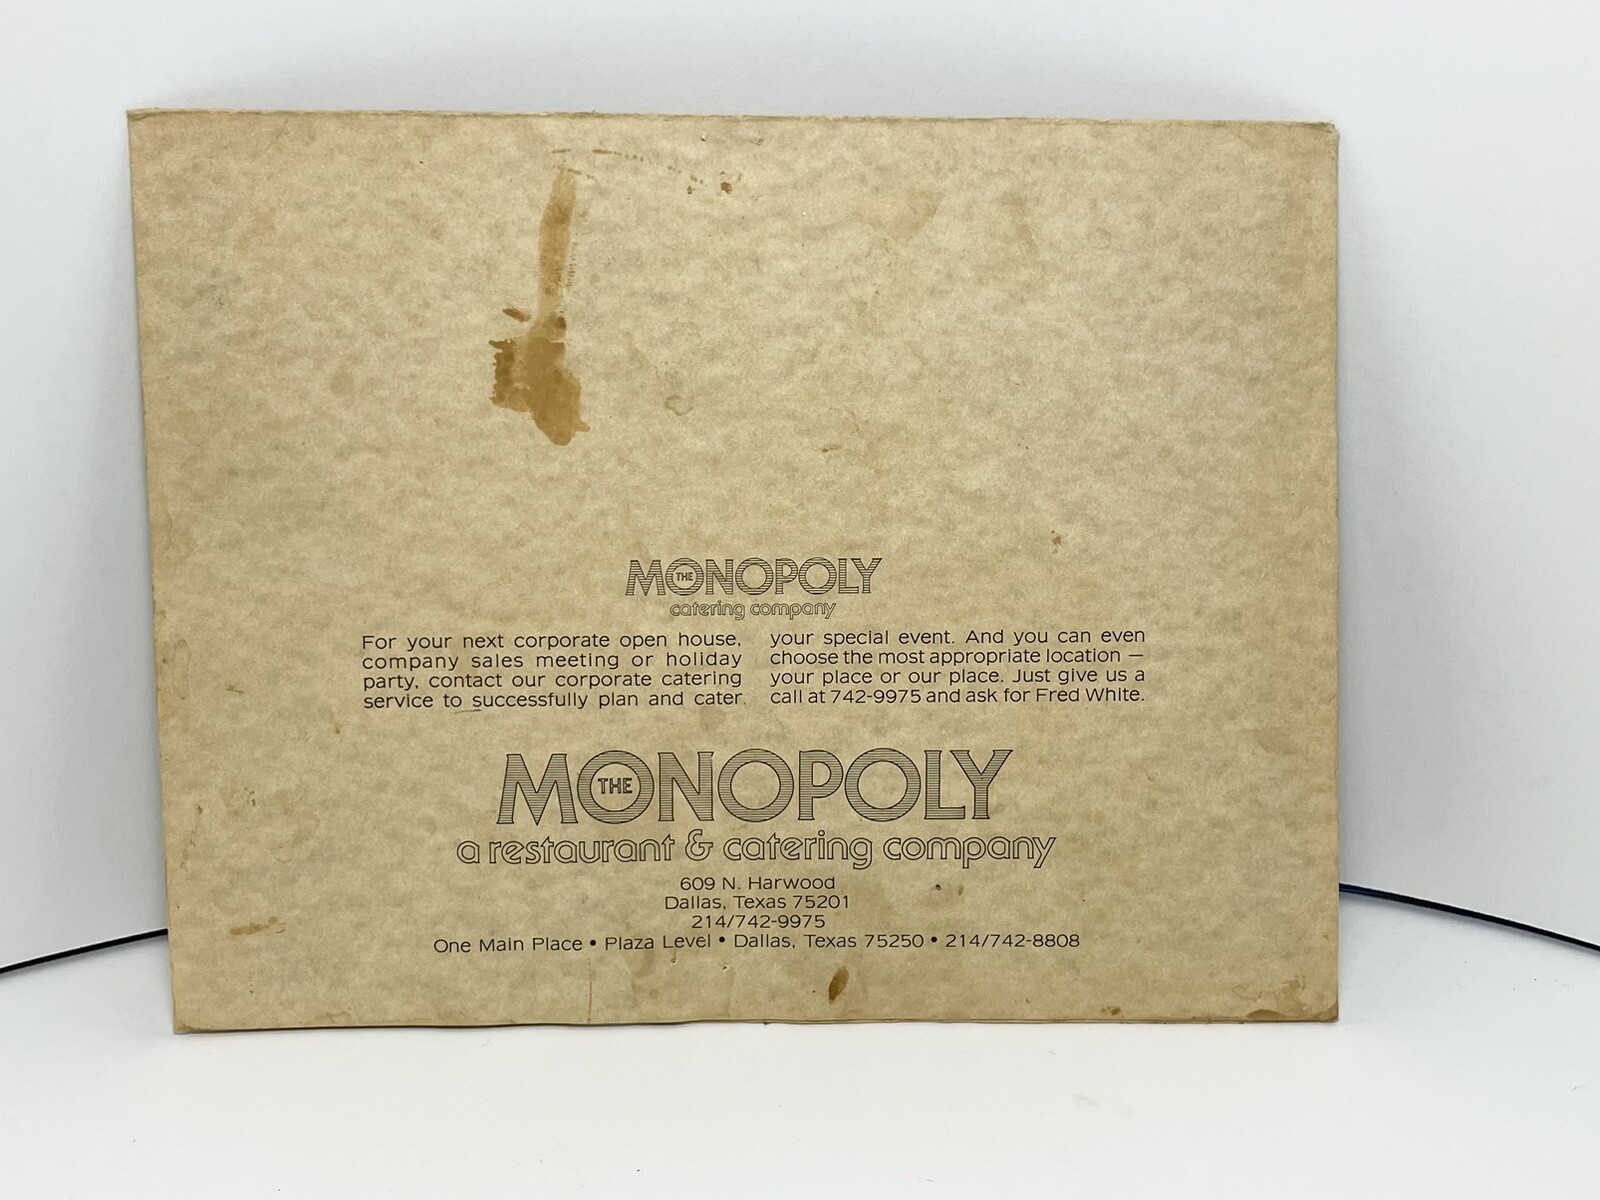 THE MONOPOLY
catering company
For your next corporate open house,
company sales meeting or holiday
party, contact our corporate catering
service to successfully plan and cater
your special event. And you can even
choose the most appropriate location —
your place or our place. Just give us a
call at 742-9975 and ask for Fred White.
THE MONOPOLY
a restaurant & catering company
609 N. Harwood
Dallas, Texas 75201
214/742-9975
One Main Place • Plaza Level • Dallas, Texas 75250 • 214/742-8808